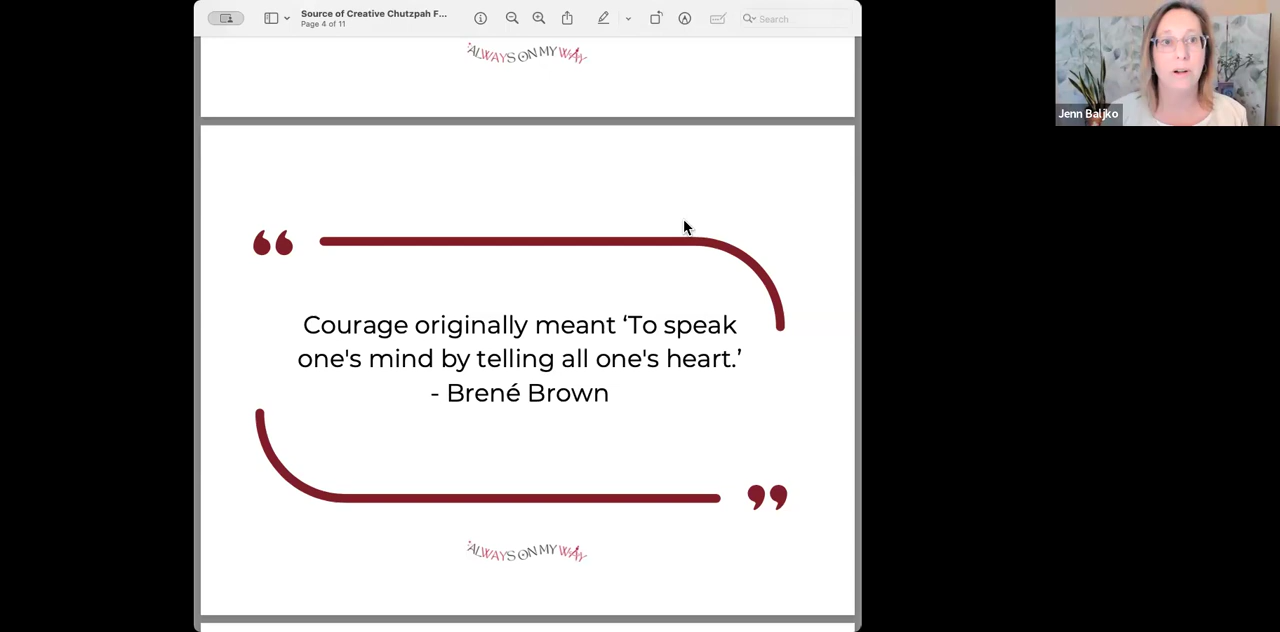 Source of Creative Chutzpah F...
Page 4 of 11
Search
Jenn Baljko
ALWAYS ON MY WAY
“
Courage originally meant ‘To speak
one's mind by telling all one's heart.’
- Brené Brown
”
ALWAYS ON MY WAY